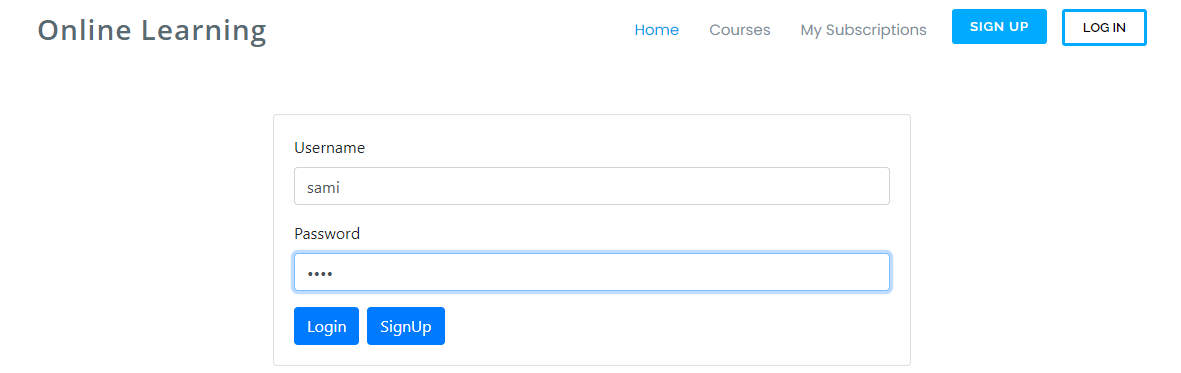 Online Learning Home Courses My Subscriptions SIGN UP LOG IN
Username
sami
Password
••••
Login SignUp